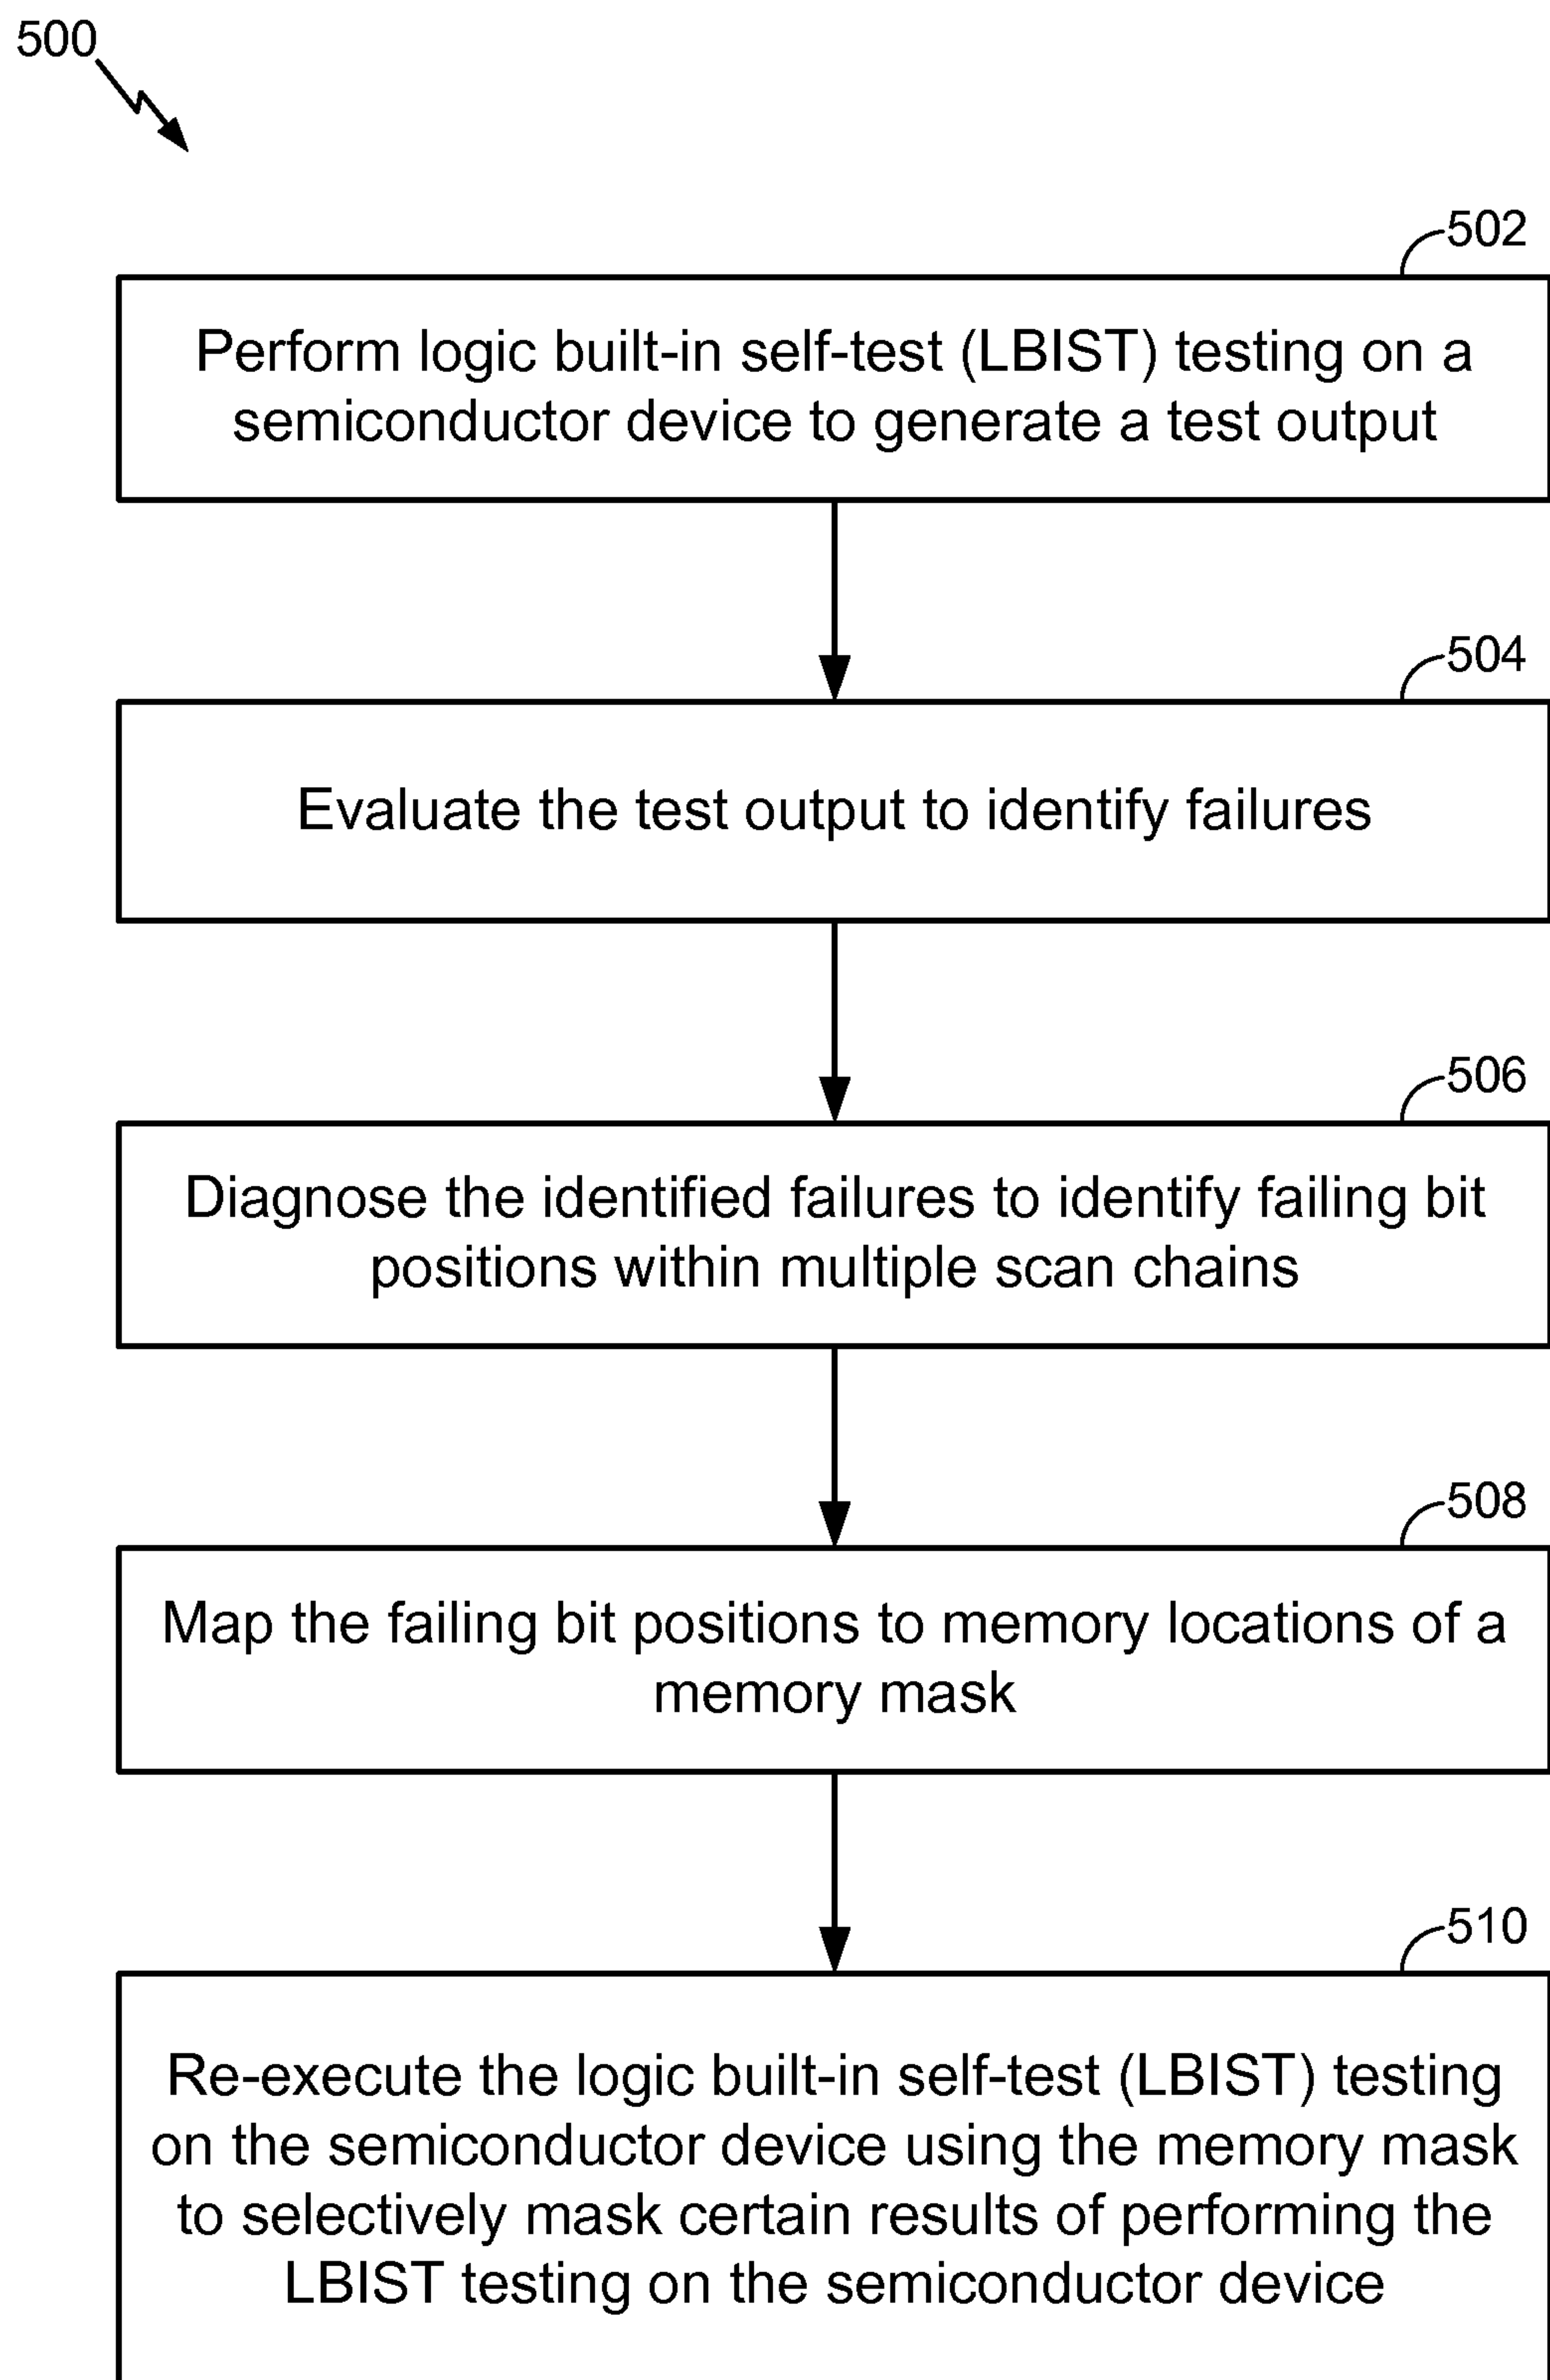 500
502
Perform logic built-in self-test (LBIST) testing on a
semiconductor device to generate a test output
504
Evaluate the test output to identify failures
506
Diagnose the identified failures to identify failing bit
positions within multiple scan chains
508
Map the failing bit positions to memory locations of a
memory mask
510
Re-execute the logic built-in self-test (LBIST) testing
on the semiconductor device using the memory mask
to selectively mask certain results of performing the
LBIST testing on the semiconductor device